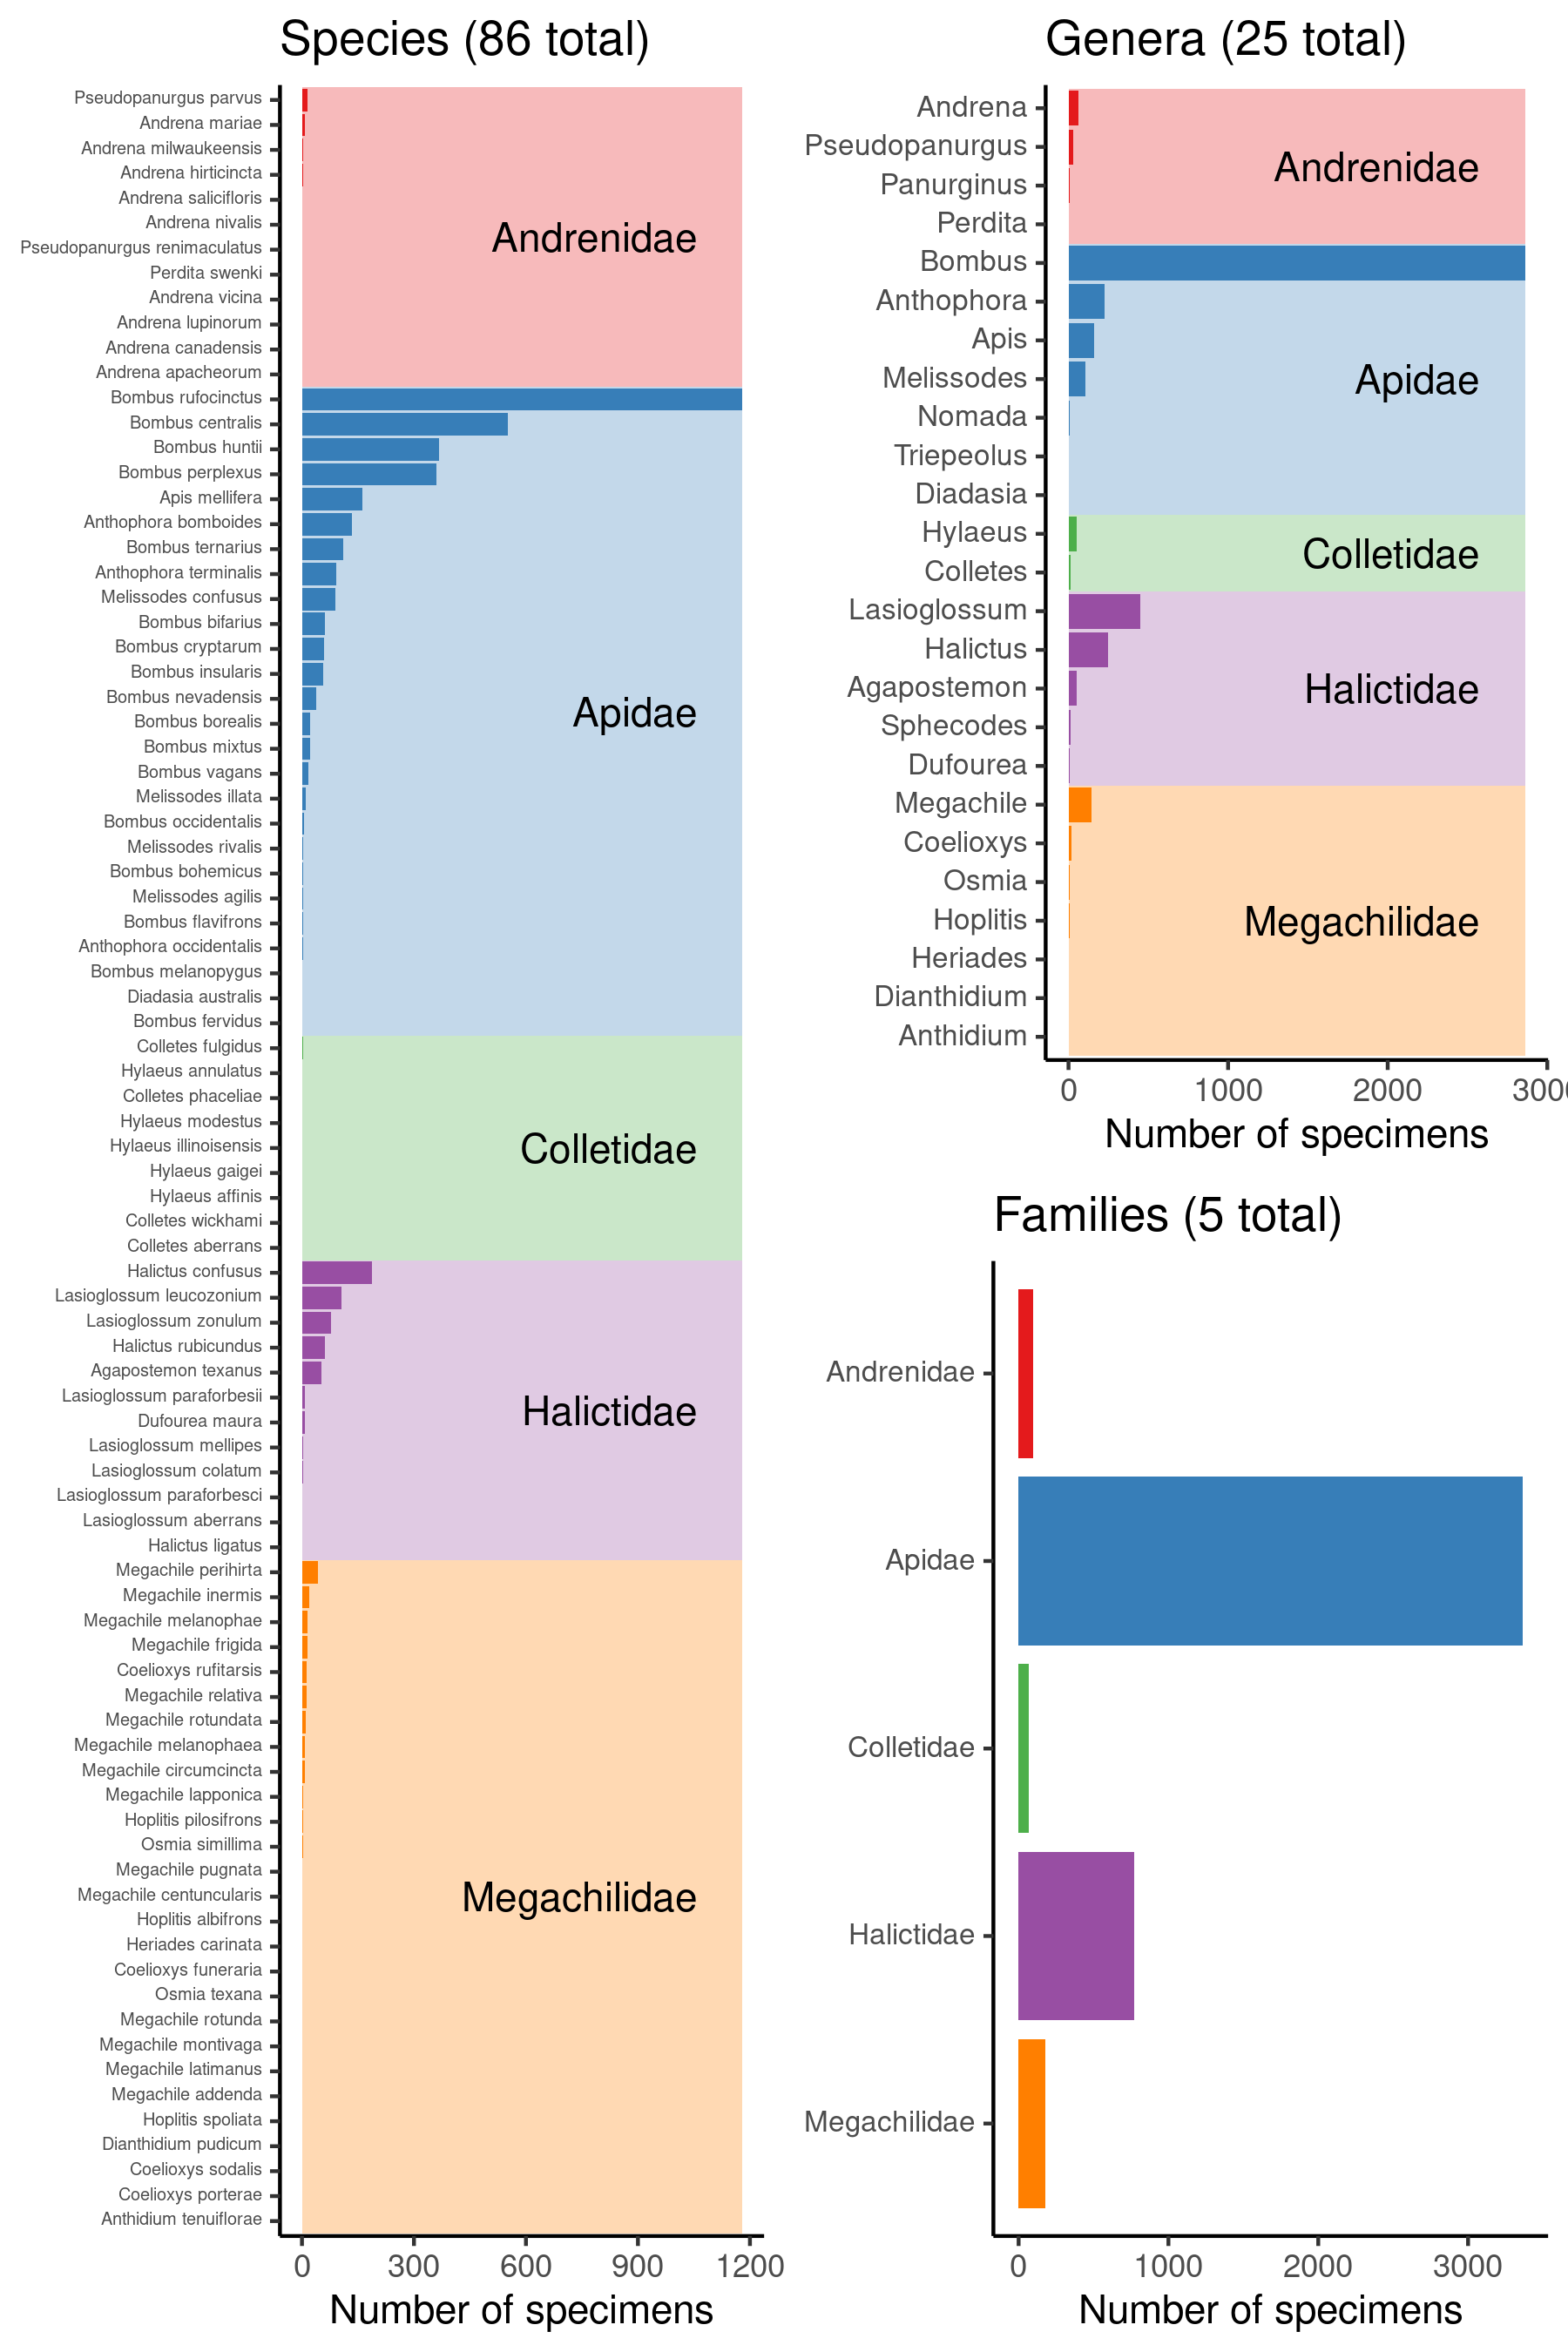 Species (86 total)
Pseudopanurgus parvus
Andrena mariae
Andrena milwaukeensis
Andrena hirticincta
Andrena salicifloris
Andrena nivalis
Pseudopanurgus renimaculatus
Perdita swenki
Andrena vicina
Andrena lupinorum
Andrena canadensis
Andrena apacheorum
Bombus rufocinctus
Bombus centralis
Bombus huntii
Bombus perplexus
Apis mellifera
Anthophora bomboides
Bombus ternarius
Anthophora terminalis
Melissodes confusus
Bombus bifarius
Bombus cryptarum
Bombus insularis
Bombus nevadensis
Bombus borealis
Bombus mixtus
Bombus vagans
Melissodes illata
Bombus occidentalis
Melissodes rivalis
Bombus bohemicus
Melissodes agilis
Bombus flavifrons
Anthophora occidentalis
Bombus melanopygus
Diadasia australis
Bombus fervidus
Colletes fulgidus
Hylaeus annulatus
Colletes phaceliae
Hylaeus modestus
Hylaeus illinoisensis
Hylaeus gaigei
Hylaeus affinis
Colletes wickhami
Colletes aberrans
Halictus confusus
Lasioglossum leucozonium
Lasioglossum zonulum
Halictus rubicundus
Agapostemon texanus
Lasioglossum paraforbesii
Dufourea maura
Lasioglossum mellipes
Lasioglossum colatum
Lasioglossum paraforbesci
Lasioglossum aberrans
Halictus ligatus
Megachile perihirta
Megachile inermis
Megachile melanophae
Megachile frigida
Coelioxys rufitarsis
Megachile relativa
Megachile rotundata
Megachile melanophaea
Megachile circumcincta
Megachile lapponica
Hoplitis pilosifrons
Osmia simillima
Megachile pugnata
Megachile centuncularis
Hoplitis albifrons
Heriades carinata
Coelioxys funeraria
Osmia texana
Megachile rotunda
Megachile montivaga
Megachile latimanus
Megachile addenda
Hoplitis spoliata
Dianthidium pudicum
Coelioxys sodalis
Coelioxys porterae
Anthidium tenuiflorae
Andrenidae
Apidae
Colletidae
Halictidae
Megachilidae
0 300 600 900 1200
Number of specimens
Genera (25 total)
Andrena
Pseudopanurgus
Panurginus
Perdita
Bombus
Anthophora
Apis
Melissodes
Nomada
Triepeolus
Diadasia
Hylaeus
Colletes
Lasioglossum
Halictus
Agapostemon
Sphecodes
Dufourea
Megachile
Coelioxys
Osmia
Hoplitis
Heriades
Dianthidium
Anthidium
Andrenidae
Apidae
Colletidae
Halictidae
Megachilidae
0 1000 2000 3000
Number of specimens
Families (5 total)
Andrenidae
Apidae
Colletidae
Halictidae
Megachilidae
0 1000 2000 3000
Number of specimens